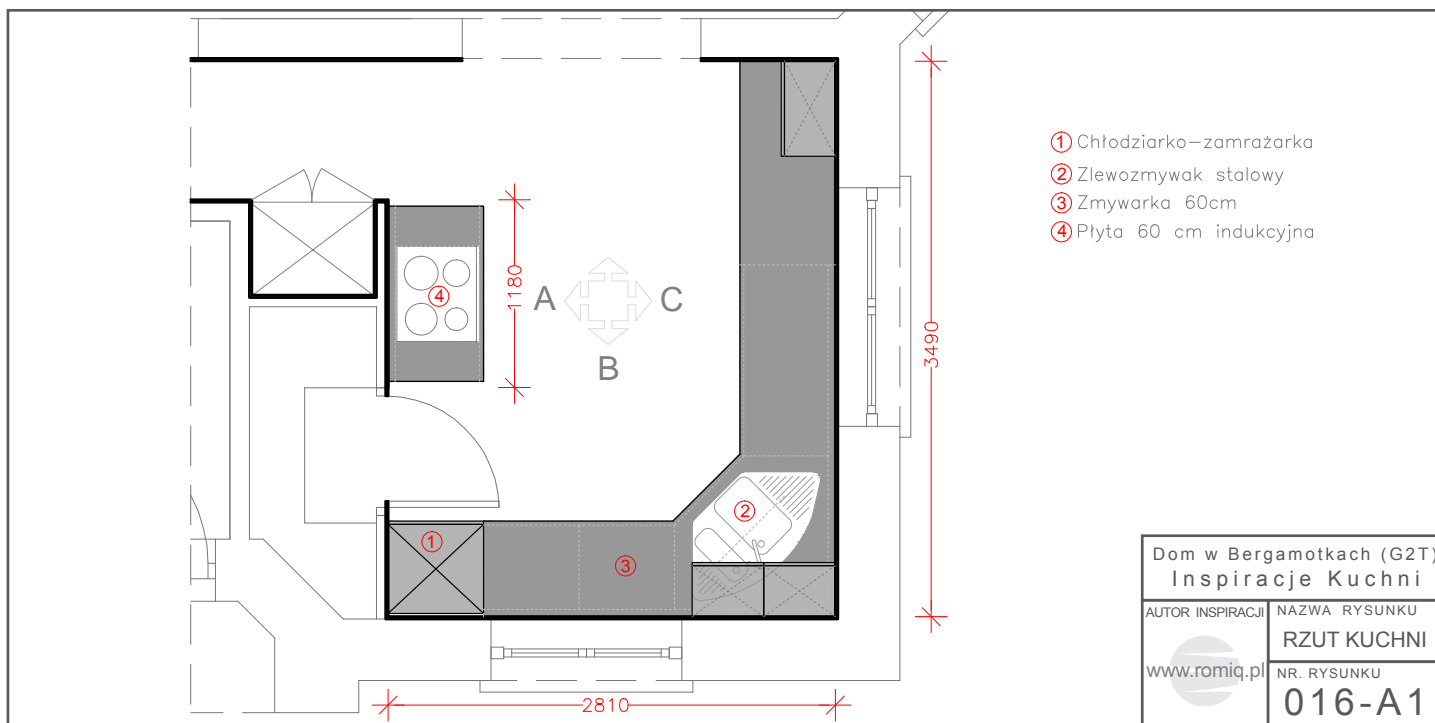 ① Chłodziarko-zamrażarka
② Zlewozmywak stalowy
③ Zmywarka 60cm
④ Płyta 60 cm indukcyjna
4
1180
A
C
B
3490
2
1
3
2810
Dom w Bergamotkach (G2T)
Inspiracje Kuchni
AUTOR INSPIRACJI
www.romiq.pl
NAZWA RYSUNKU
RZUT KUCHNI
NR. RYSUNKU
016-A1